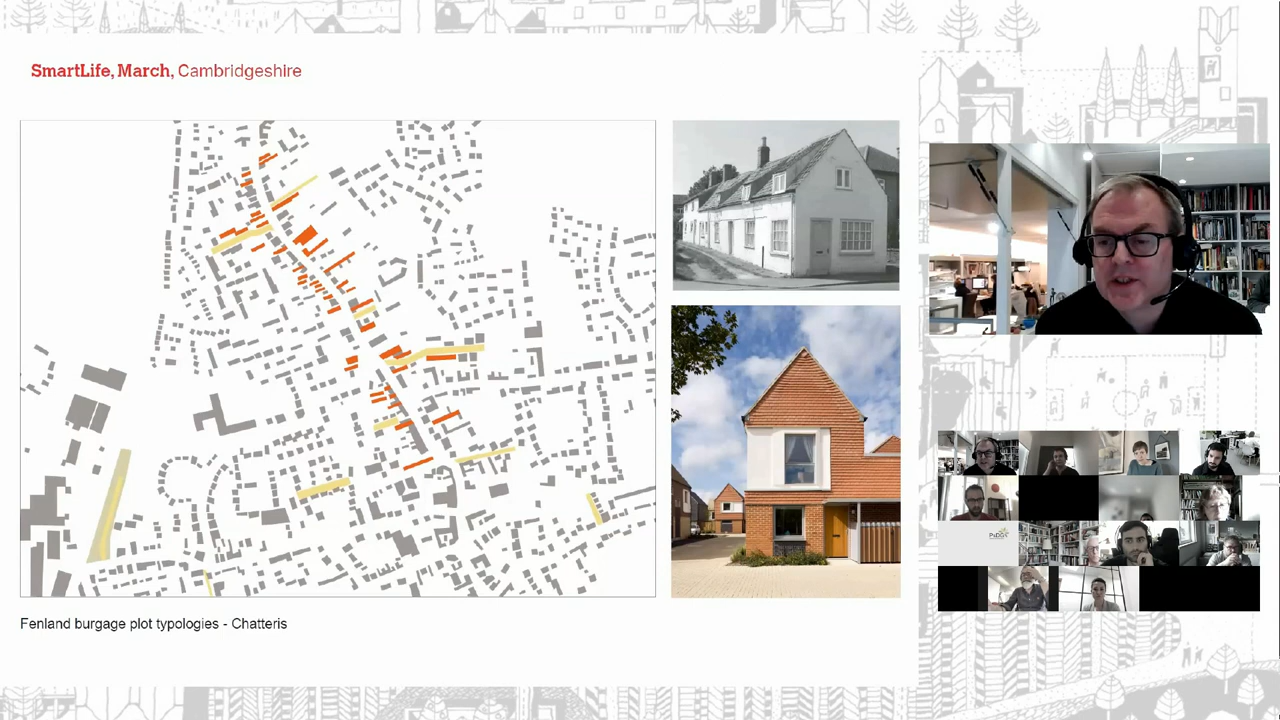 SmartLife, March, Cambridgeshire
Fenland burgage plot typologies - Chatteris